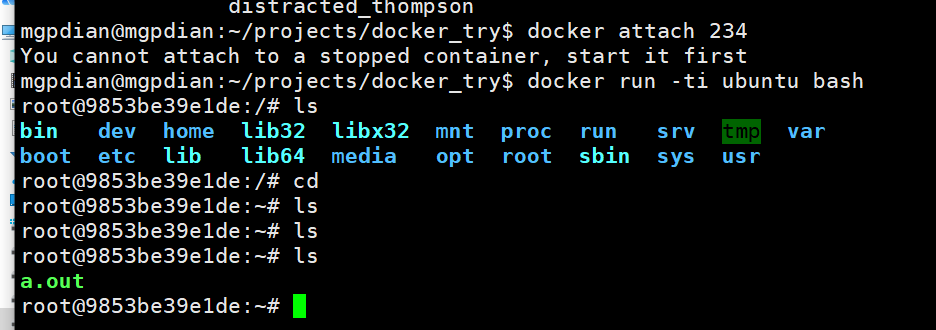 distracted_thompson
mgpdian@mgpdian:~/projects/docker_try$ docker attach 234
You cannot attach to a stopped container, start it first
mgpdian@mgpdian:~/projects/docker_try$ docker run -ti ubuntu bash
root@9853be39e1de:/# ls
bin dev home lib32 libx32 mnt proc run srv tmp var
boot etc lib lib64 media opt root sbin sys usr
root@9853be39e1de:/# cd
root@9853be39e1de:~# ls
root@9853be39e1de:~# ls
root@9853be39e1de:~# ls
a.out
root@9853be39e1de:~#